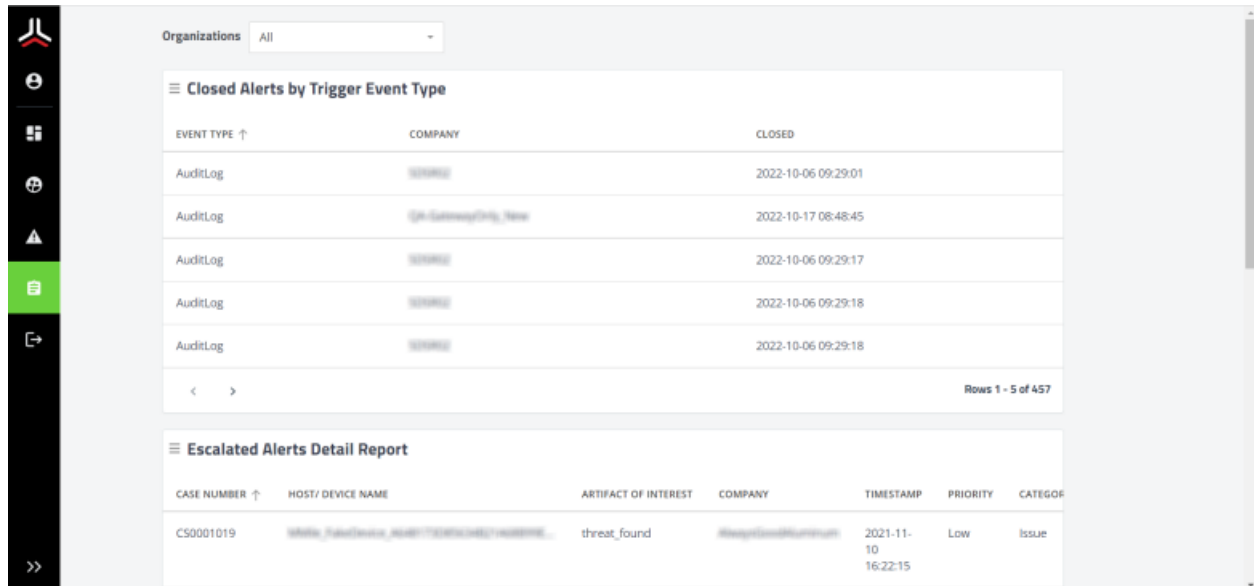 Organizations All
Closed Alerts by Trigger Event Type
EVENT TYPE ↑ COMPANY CLOSED
AuditLog 2022-10-06 09:29:01
AuditLog 2022-10-17 08:48:45
AuditLog 2022-10-06 09:29:17
AuditLog 2022-10-06 09:29:18
AuditLog 2022-10-06 09:29:18
< > Rows 1 - 5 of 457
Escalated Alerts Detail Report
CASE NUMBER ↑ HOST/ DEVICE NAME ARTIFACT OF INTEREST COMPANY TIMESTAMP PRIORITY CATEGOR
CS0001019 threat_found 2021-11- Low Issue
10
16:22:15